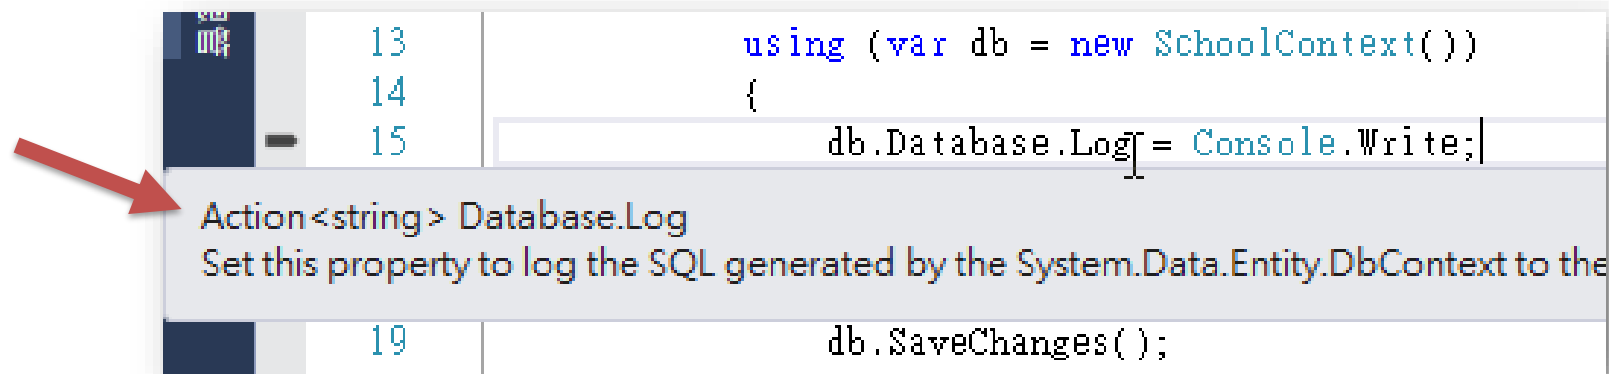 13 using (var db = new SchoolContext())
14 {
15 db.Database.Log = Console.Write;
Action<string> Database.Log
Set this property to log the SQL generated by the System.Data.Entity.DbContext to the
19 db.SaveChanges();